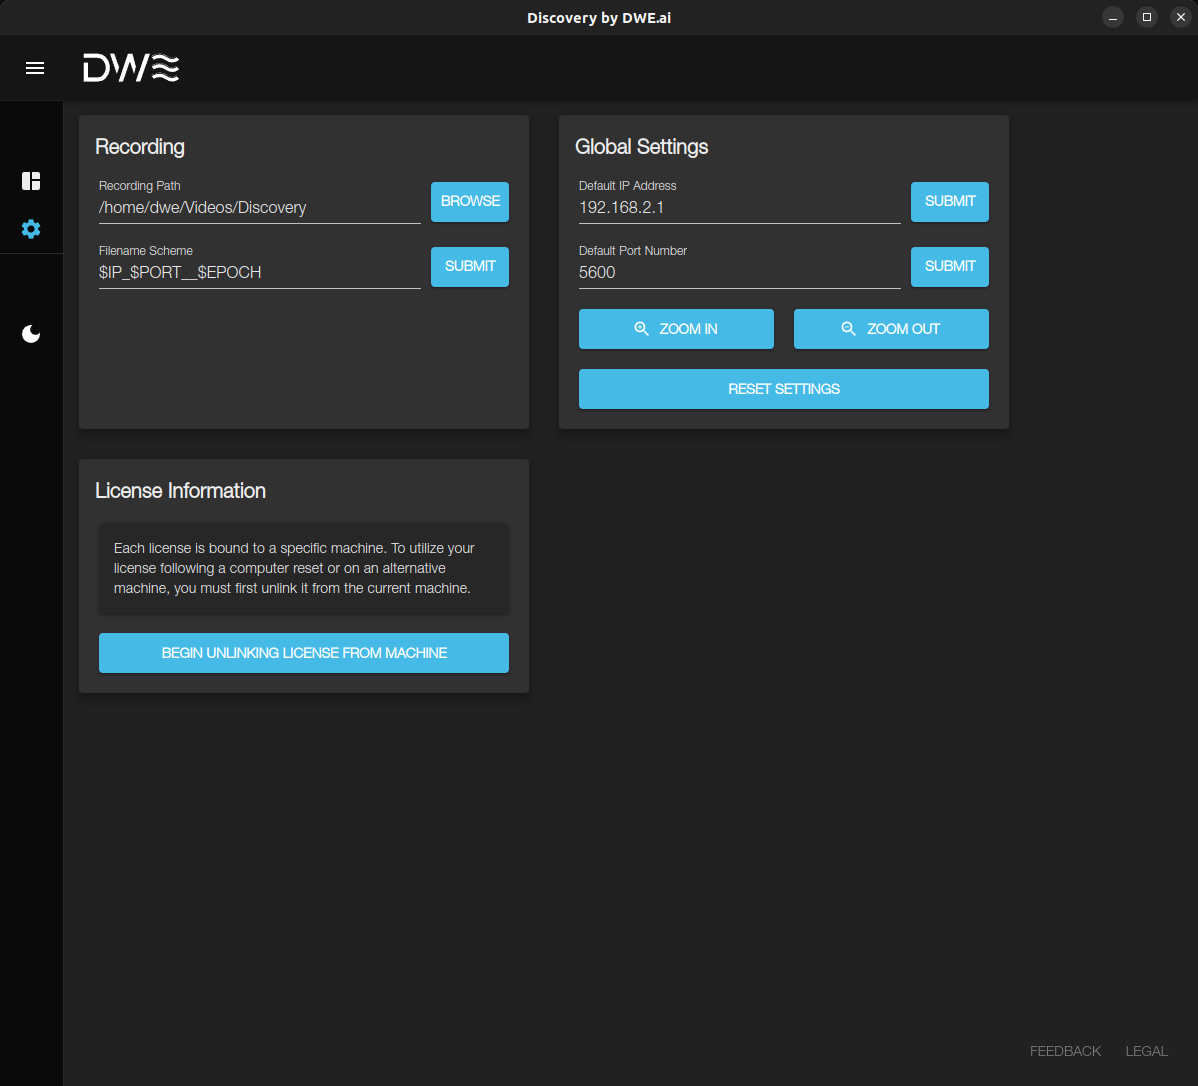 Discovery by DWE.ai
DWE
Recording
Recording Path
/home/dwe/Videos/Discovery
BROWSE
Filename Scheme
$IP_$PORT__$EPOCH
SUBMIT
Global Settings
Default IP Address
192.168.2.1
SUBMIT
Default Port Number
5600
SUBMIT
ZOOM IN
ZOOM OUT
RESET SETTINGS
License Information
Each license is bound to a specific machine. To utilize your
license following a computer reset or on an alternative
machine, you must first unlink it from the current machine.
BEGIN UNLINKING LICENSE FROM MACHINE
FEEDBACK
LEGAL